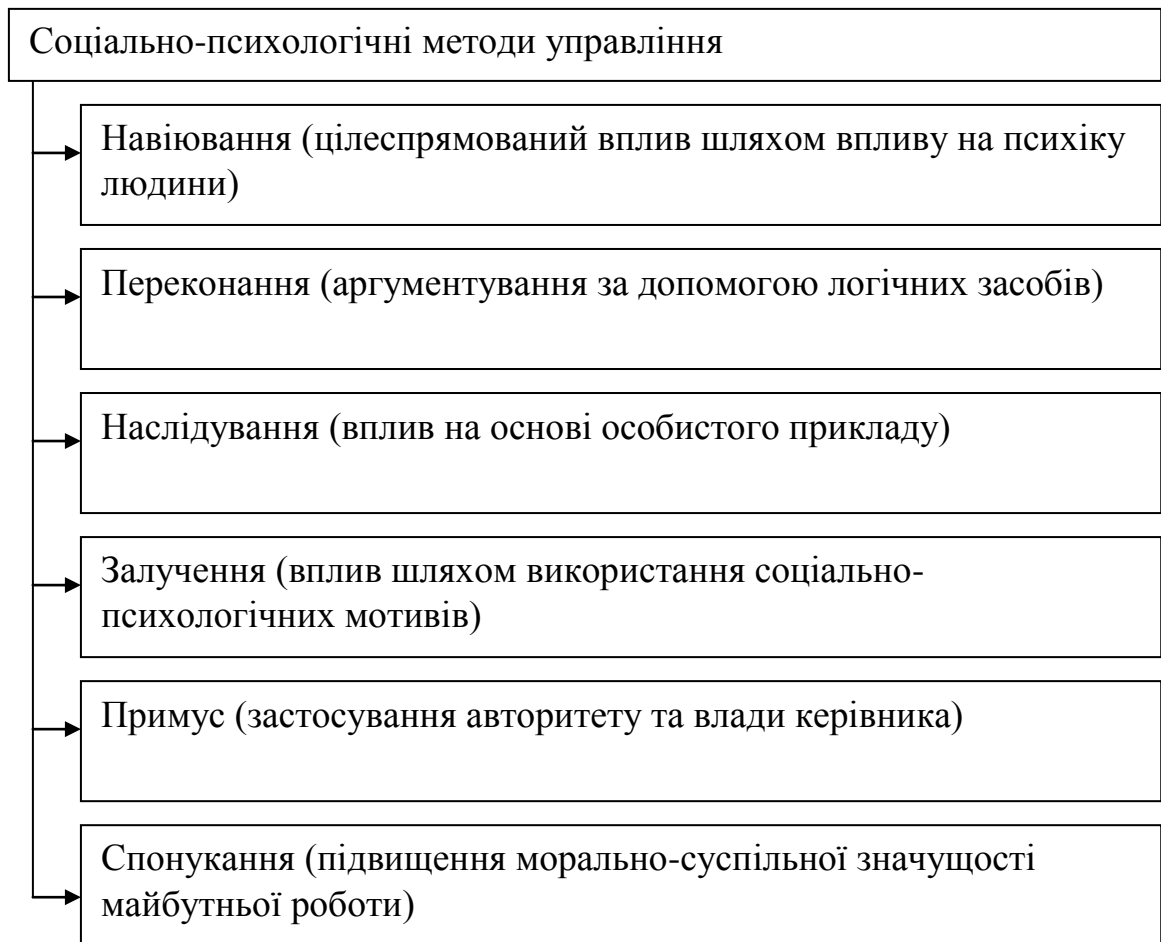 Соціально-психологічні методи управління
Навіювання (цілеспрямований вплив шляхом впливу на психіку
людини)
Переконання (аргументування за допомогою логічних засобів)
Наслідування (вплив на основі особистого прикладу)
Залучення (вплив шляхом використання соціально-
психологічних мотивів)
Примус (застосування авторитету та влади керівника)
Спонукання (підвищення морально-суспільної значущості
майбутньої роботи)